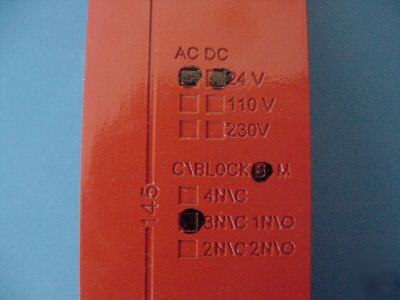 AC DC
24 V
110 V
230V
C\BLOCK M
4N\C
3N\C 1N\O
2N\C 2N\O
145